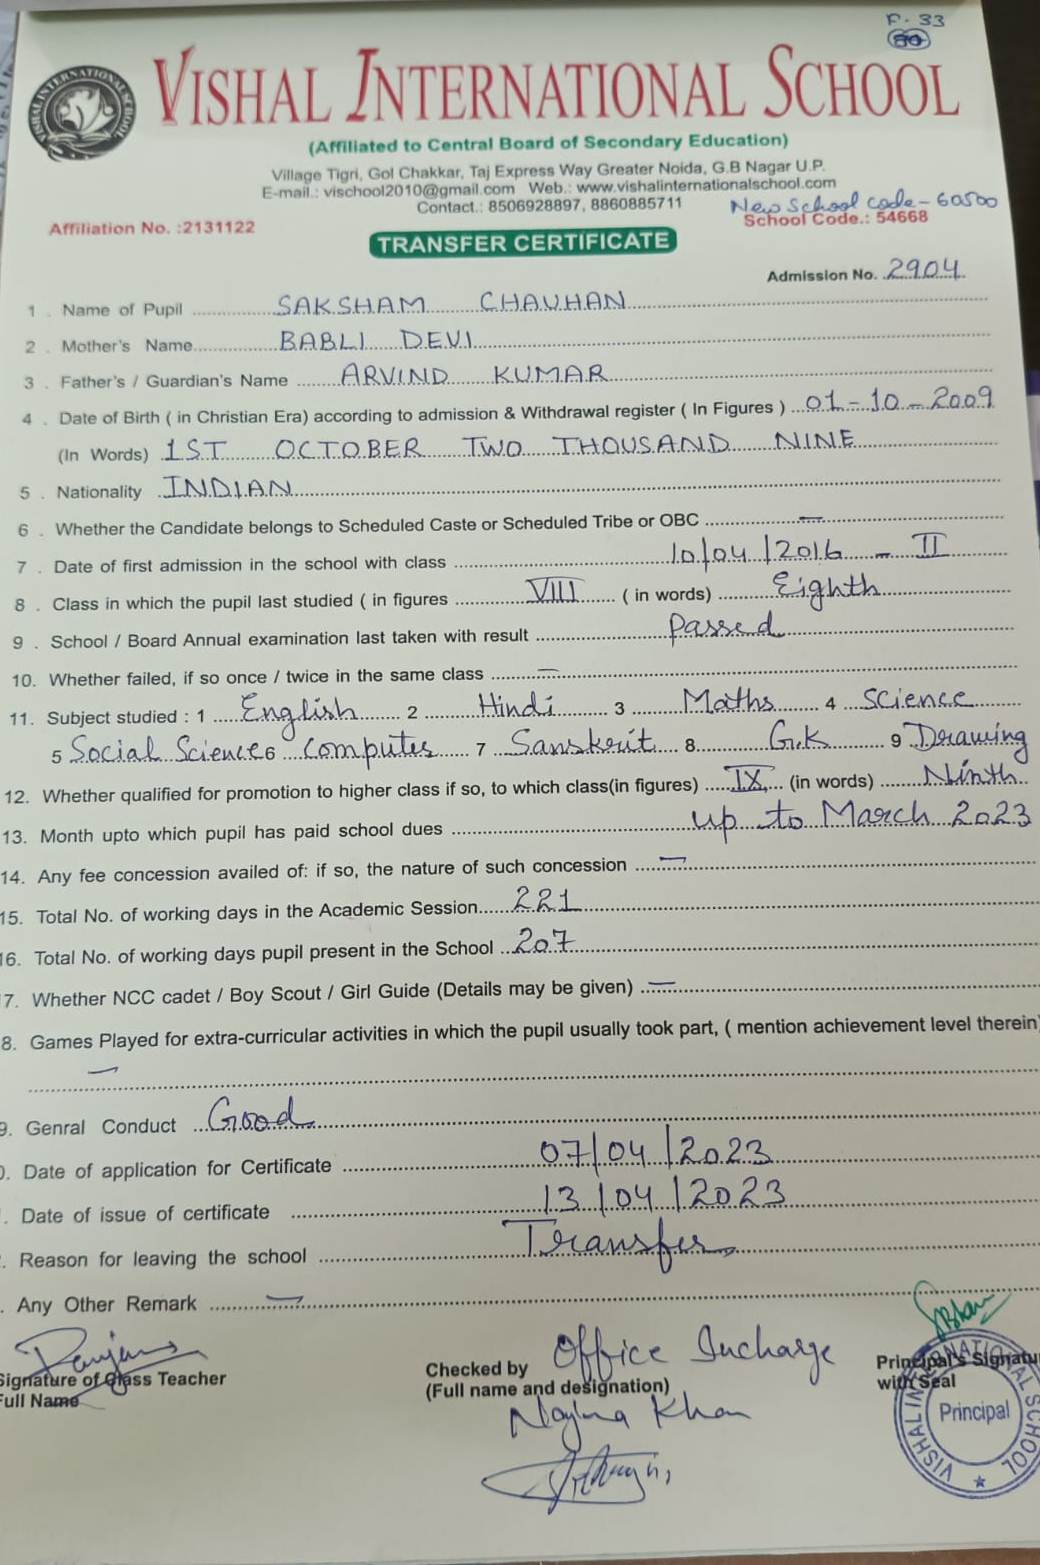 P. 33
VISHAL INTERNATIONAL SCHOOL
(Affiliated to Central Board of Secondary Education)
Village Tigri, Gol Chakkar, Taj Express Way Greater Noida, G.B Nagar U.P.
E-mail.: vischool2010@gmail.com Web.: www.vishalinternationalschool.com
Contact.: 8506928897, 8860885711
New School code - 60500
Affiliation No. :2131122
School Code.: 54668
TRANSFER CERTIFICATE
Admission No. 2904
1 . Name of Pupil SAKSHAM CHAUHAN
2 . Mother's Name BABLI DEVI
3 . Father's / Guardian's Name ARVIND KUMAR
4 . Date of Birth ( in Christian Era) according to admission & Withdrawal register ( In Figures ) 01-10-2009
(In Words) 1ST OCTOBER TWO THOUSAND NINE
5 . Nationality INDIAN
6 . Whether the Candidate belongs to Scheduled Caste or Scheduled Tribe or OBC —
7 . Date of first admission in the school with class 10/04/2016 - II
8 . Class in which the pupil last studied ( in figures VIII ( in words) Eighth
9 . School / Board Annual examination last taken with result Passed
10. Whether failed, if so once / twice in the same class —
11. Subject studied : 1 English 2 Hindi 3 Maths 4 Science
5 Social Science 6 Computer 7 Sanskrit 8 G.K 9 Drawing
12. Whether qualified for promotion to higher class if so, to which class(in figures) IX (in words) Ninth
13. Month upto which pupil has paid school dues up to March 2023
14. Any fee concession availed of: if so, the nature of such concession —
15. Total No. of working days in the Academic Session 221
16. Total No. of working days pupil present in the School 207
7. Whether NCC cadet / Boy Scout / Girl Guide (Details may be given) —
8. Games Played for extra-curricular activities in which the pupil usually took part, ( mention achievement level therein)
—
9. Genral Conduct Good
0. Date of application for Certificate 07/04/2023
. Date of issue of certificate 13/04/2023
. Reason for leaving the school Transfer
. Any Other Remark —
Signature of Class Teacher
Full Name
Checked by Office Incharge
(Full name and designation)
Nagma Khan
Principal's Signatu
with Seal
VISHAL INTERNATIONAL SCHOOL
Principal